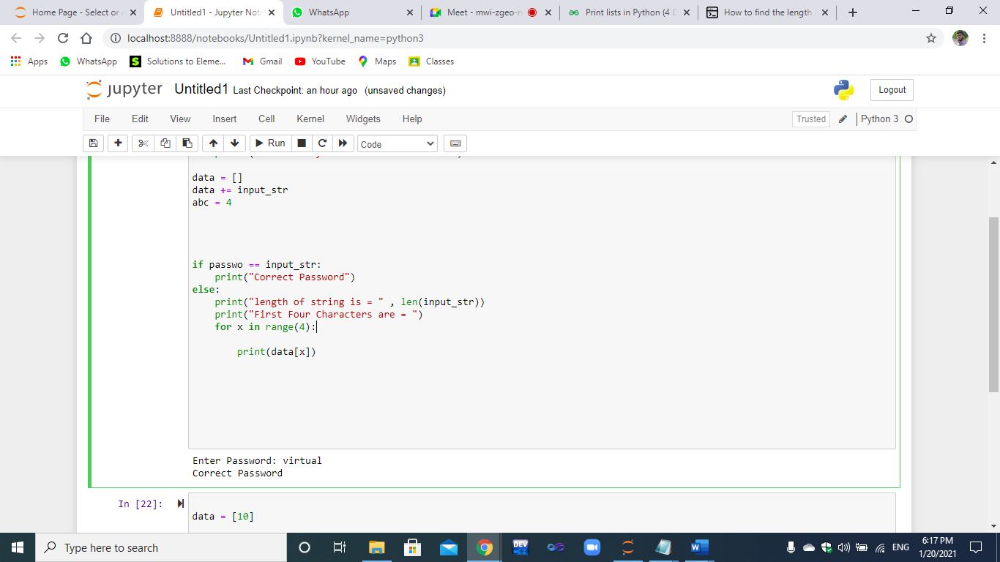 Home Page - Select or
Untitled1 - Jupyter Not
WhatsApp
Meet - mwi-zgeo-n
Print lists in Python (4 D
How to find the length
localhost:8888/notebooks/Untitled1.ipynb?kernel_name=python3
Apps
WhatsApp
Solutions to Eleme...
Gmail
YouTube
Maps
Classes
jupyter Untitled1 Last Checkpoint: an hour ago (unsaved changes)
Logout
File Edit View Insert Cell Kernel Widgets Help
Trusted
Python 3
Run
Code
data = []
data += input_str
abc = 4
if passwo == input_str:
    print("Correct Password")
else:
    print("length of string is = " , len(input_str))
    print("First Four Characters are = ")
    for x in range(4):
        print(data[x])
Enter Password: virtual
Correct Password
In [22]:
data = [10]
Type here to search
DEV
W
ENG
6:17 PM
1/20/2021